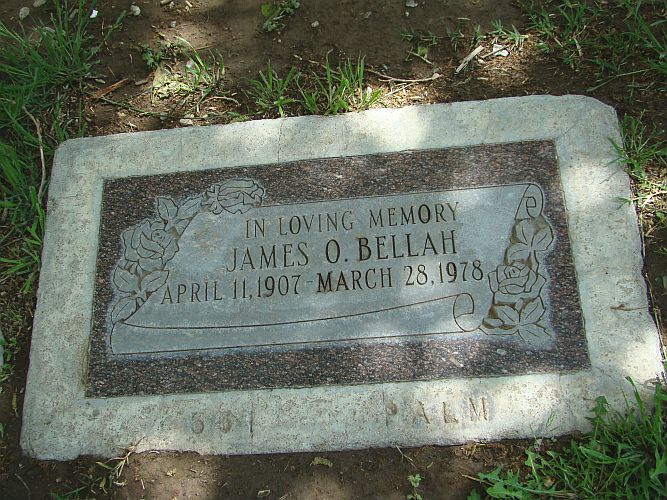 IN LOVING MEMORY
JAMES O. BELLAH
APRIL 11, 1907 - MARCH 28, 1978
PALM